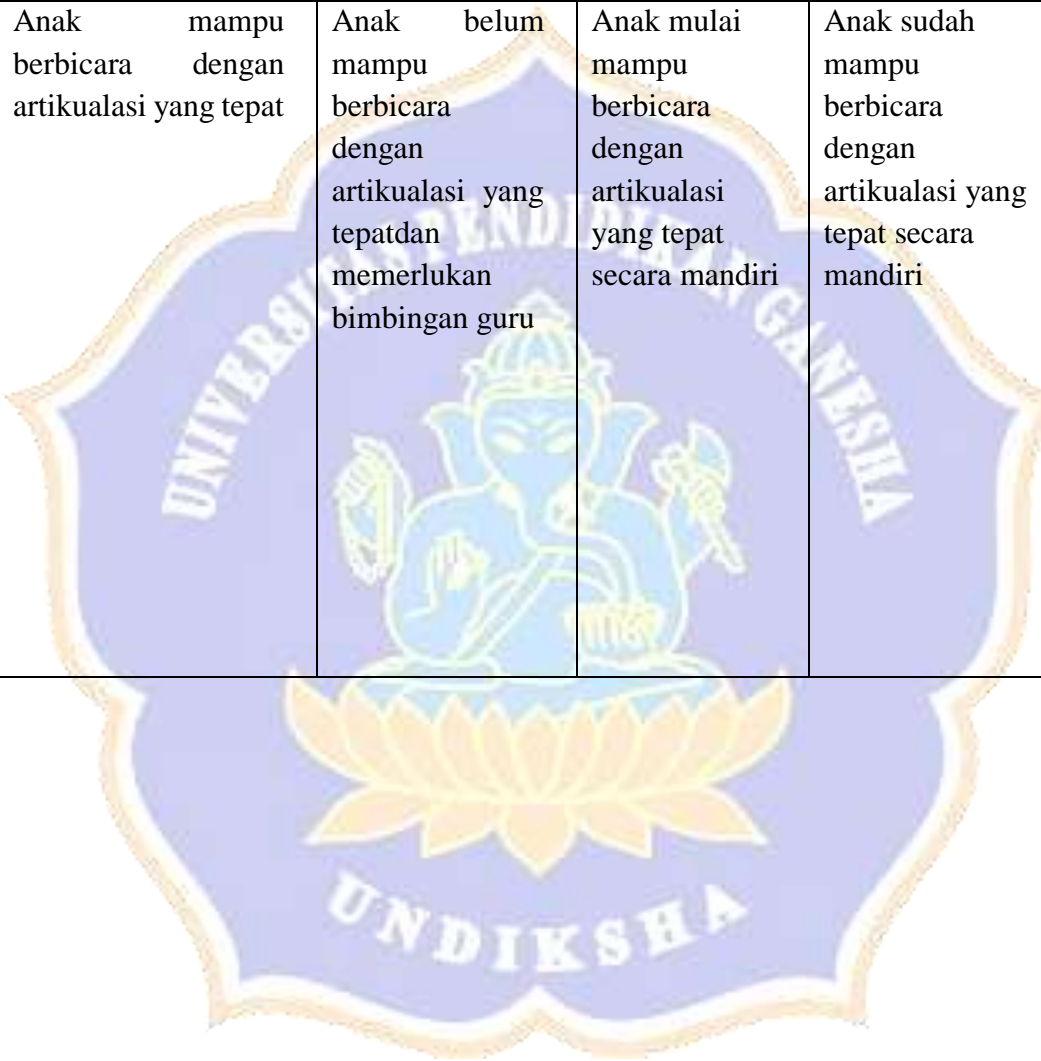 Anak mampu
berbicara dengan
artikualasi yang tepat
Anak belum
mampu
berbicara
dengan
artikualasi yang
tepatdan
memerlukan
bimbingan guru
Anak mulai
mampu
berbicara
dengan
artikualasi
yang tepat
secara mandiri
Anak sudah
mampu
berbicara
dengan
artikualasi yang
tepat secara
mandiri
UNIVERSITAS PENDIDIKAN GANESHA
UNDIKSHA